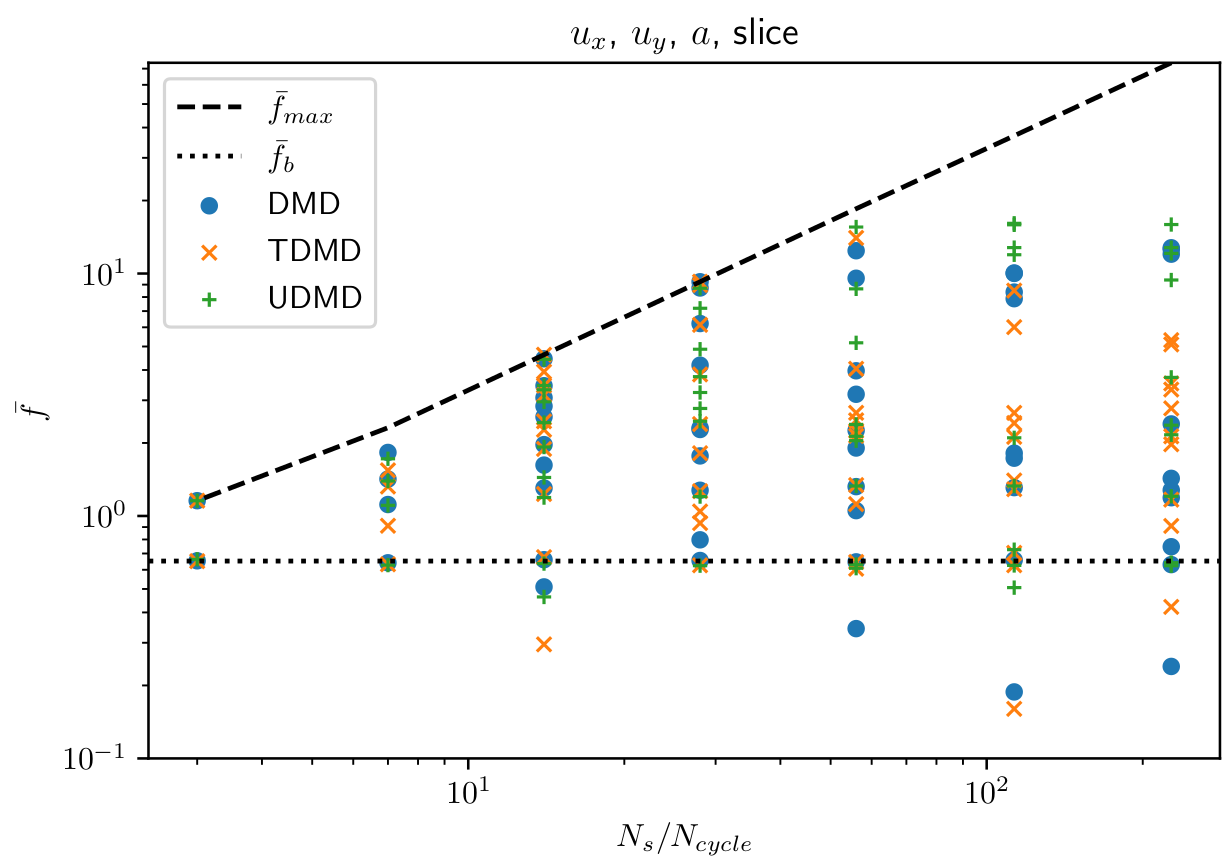 u_x, u_y, a, slice
f̄_max
f̄_b
DMD
TDMD
UDMD
10^1
10^0
10^−1
f̄
10^1
10^2
N_s/N_cycle